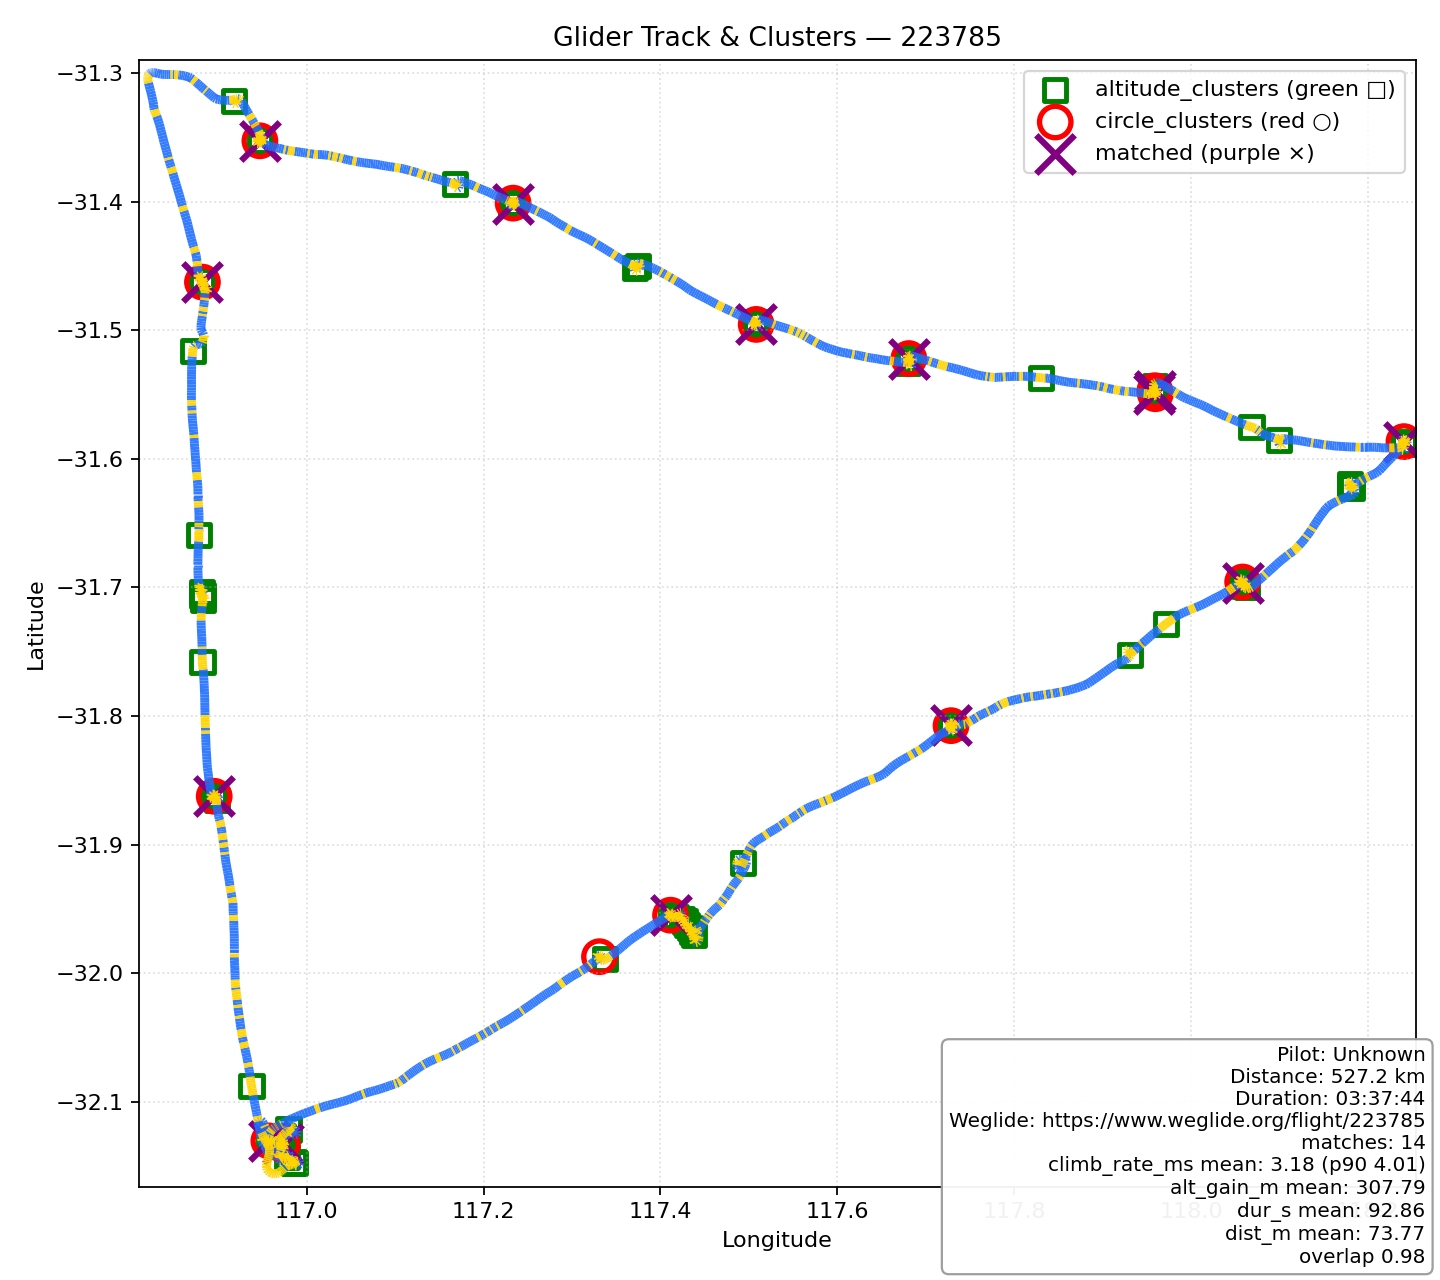 Glider Track & Clusters — 223785
altitude_clusters (green □)
circle_clusters (red ○)
matched (purple ×)
Latitude
−31.3
−31.4
−31.5
−31.6
−31.7
−31.8
−31.9
−32.0
−32.1
117.0
117.2
117.4
117.6
117.8
118.0
Longitude
Pilot: Unknown
Distance: 527.2 km
Duration: 03:37:44
Weglide: https://www.weglide.org/flight/223785
matches: 14
climb_rate_ms mean: 3.18 (p90 4.01)
alt_gain_m mean: 307.79
dur_s mean: 92.86
dist_m mean: 73.77
overlap 0.98